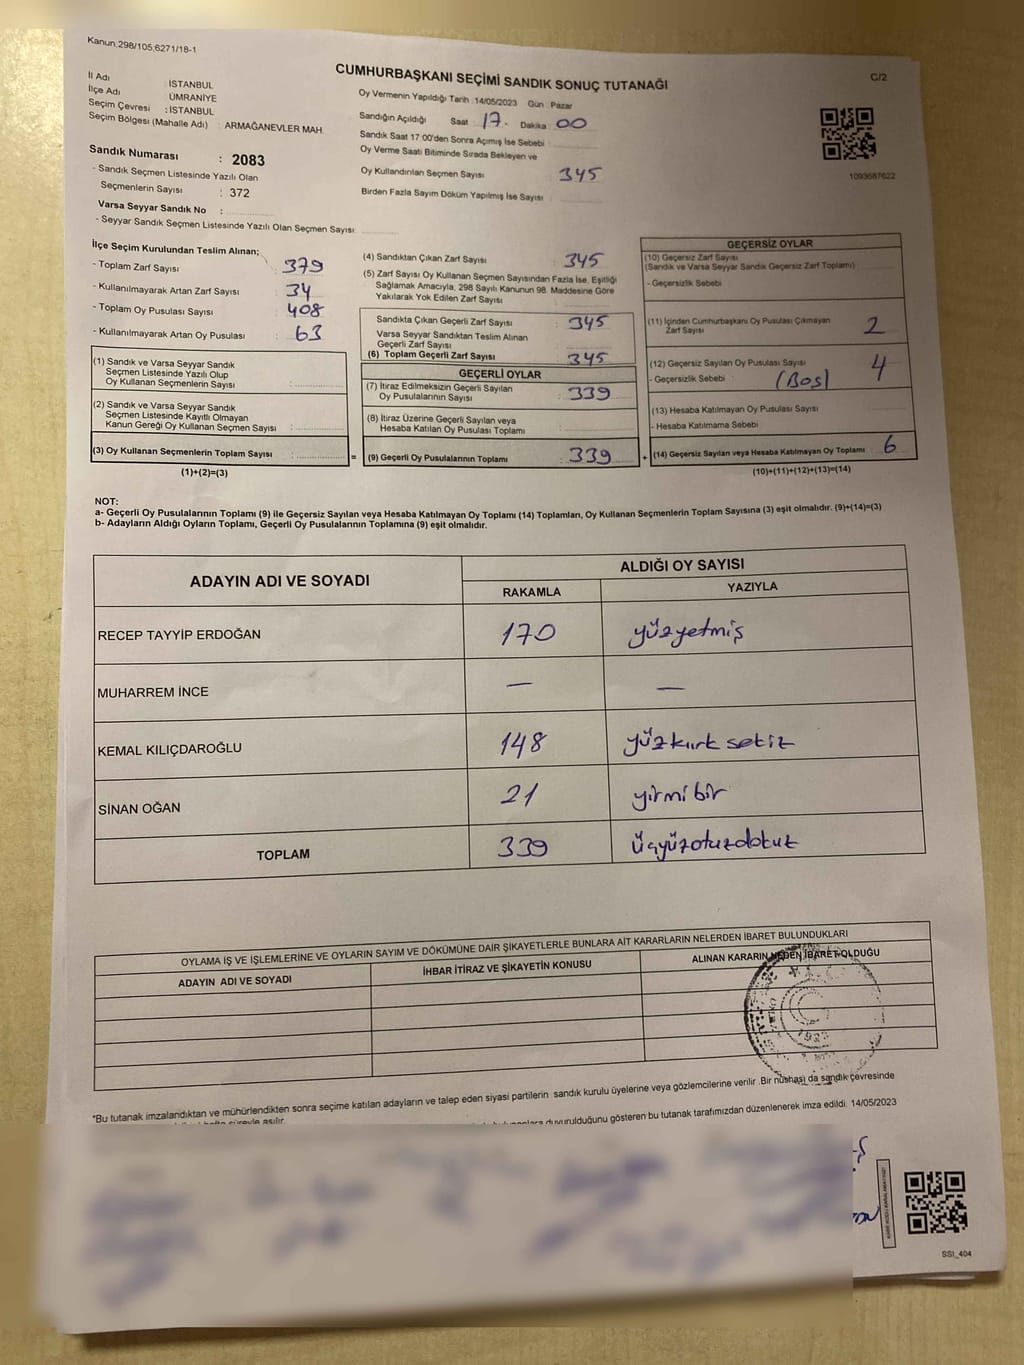 Kanun:298/105;6271/18-1
CUMHURBAŞKANI SEÇİMİ SANDIK SONUÇ TUTANAĞI
C/2
İl Adı : İSTANBUL
İlçe Adı : ÜMRANİYE
Seçim Çevresi : İSTANBUL
Seçim Bölgesi (Mahalle Adı) : ARMAĞANEVLER MAH.
Oy Vermenin Yapıldığı Tarih :14/05/2023 Gün : Pazar
Sandığın Açıldığı Saat 17. Dakika 00
Sandık Saat 17 00'den Sonra Açımış İse Sebebi :
Oy Verme Saati Bitiminde Sırada Bekleyen ve
Oy Kullandırılan Seçmen Sayısı : 345
Birden Fazla Sayım Döküm Yapılmış İse Sayısı :
1093687622
Sandık Numarası : 2083
- Sandık Seçmen Listesinde Yazılı Olan
Seçmenlerin Sayısı : 372
Varsa Seyyar Sandık No :
- Seyyar Sandık Seçmen Listesinde Yazılı Olan Seçmen Sayısı:
İlçe Seçim Kurulundan Teslim Alınan;
- Toplam Zarf Sayısı : 379
- Kullanılmayarak Artan Zarf Sayısı : 34
- Toplam Oy Pusulası Sayısı : 408
- Kullanılmayarak Artan Oy Pusulası : 63
(1) Sandık ve Varsa Seyyar Sandık
Seçmen Listesinde Yazılı Olup
Oy Kullanan Seçmenlerin Sayısı :
(2) Sandık ve Varsa Seyyar Sandık
Seçmen Listesinde Kayıtlı Olmayan
Kanun Gereği Oy Kullanan Seçmen Sayısı :
(3) Oy Kullanan Seçmenlerin Toplam Sayısı :
(1)+(2)=(3)
=
(4) Sandıktan Çıkan Zarf Sayısı : 345
(5) Zarf Sayısı Oy Kullanan Seçmen Sayısından Fazla İse, Eşitliği
Sağlamak Amacıyla, 298 Sayılı Kanunun 98. Maddesine Göre
Yakılarak Yok Edilen Zarf Sayısı :
Sandıkta Çıkan Geçerli Zarf Sayısı : 345
Varsa Seyyar Sandıktan Teslim Alınan
Geçerli Zarf Sayısı :
(6) Toplam Geçerli Zarf Sayısı : 345
GEÇERLİ OYLAR
(7) İtiraz Edilmeksizin Geçerli Sayılan
Oy Pusulalarının Sayısı : 339
(8) İtiraz Üzerine Geçerli Sayılan veya
Hesaba Katılan Oy Pusulası Toplamı :
(9) Geçerli Oy Pusulalarının Toplamı : 339
+
GEÇERSİZ OYLAR
(10) Geçersiz Zarf Sayısı
(Sandık ve Varsa Seyyar Sandık Geçersiz Zarf Toplamı)
- Geçersizlik Sebebi :
(11) İçinden Cumhurbaşkanı Oy Pusulası Çıkmayan
Zarf Sayısı : 2
(12) Geçersiz Sayılan Oy Pusulası Sayısı : 4
- Geçersizlik Sebebi : (Boş)
(13) Hesaba Katılmayan Oy Pusulası Sayısı :
- Hesaba Katılmama Sebebi
(14) Geçersiz Sayılan veya Hesaba Katılmayan Oy Toplamı : 6
(10)+(11)+(12)+(13)=(14)
NOT:
a- Geçerli Oy Pusulalarının Toplamı (9) ile Geçersiz Sayılan veya Hesaba Katılmayan Oy Toplamı (14) Toplamları, Oy Kullanan Seçmenlerin Toplam Sayısına (3) eşit olmalıdır. (9)+(14)=(3)
b- Adayların Aldığı Oyların Toplamı, Geçerli Oy Pusulalarının Toplamına (9) eşit olmalıdır.
ADAYIN ADI VE SOYADI ALDIĞI OY SAYISI
RAKAMLA YAZIYLA
RECEP TAYYİP ERDOĞAN 170 yüzyetmiş
MUHARREM İNCE — —
KEMAL KILIÇDAROĞLU 148 yüzkırk sekiz
SİNAN OĞAN 21 yirmi bir
TOPLAM 339 üçyüzotuzdokuz
OYLAMA İŞ VE İŞLEMLERİNE VE OYLARIN SAYIM VE DÖKÜMÜNE DAİR ŞİKAYETLERLE BUNLARA AİT KARARLARIN NELERDEN İBARET BULUNDUKLARI
ADAYIN ADI VE SOYADI İHBAR İTİRAZ VE ŞİKAYETİN KONUSU ALINAN KARARIN NEDEN İBARET OLDUĞU
*Bu tutanak imzalandıktan ve mühürlendikten sonra seçime katılan adayların ve talep eden siyasi partilerin sandık kurulu üyelerine veya gözlemcilerine verilir .Bir nüshası da sandık çevresinde
hafta süreyle asılır.
duyurulduğunu gösteren bu tutanak tarafımızdan düzenlenerek imza edildi. 14/05/2023
SSI_404